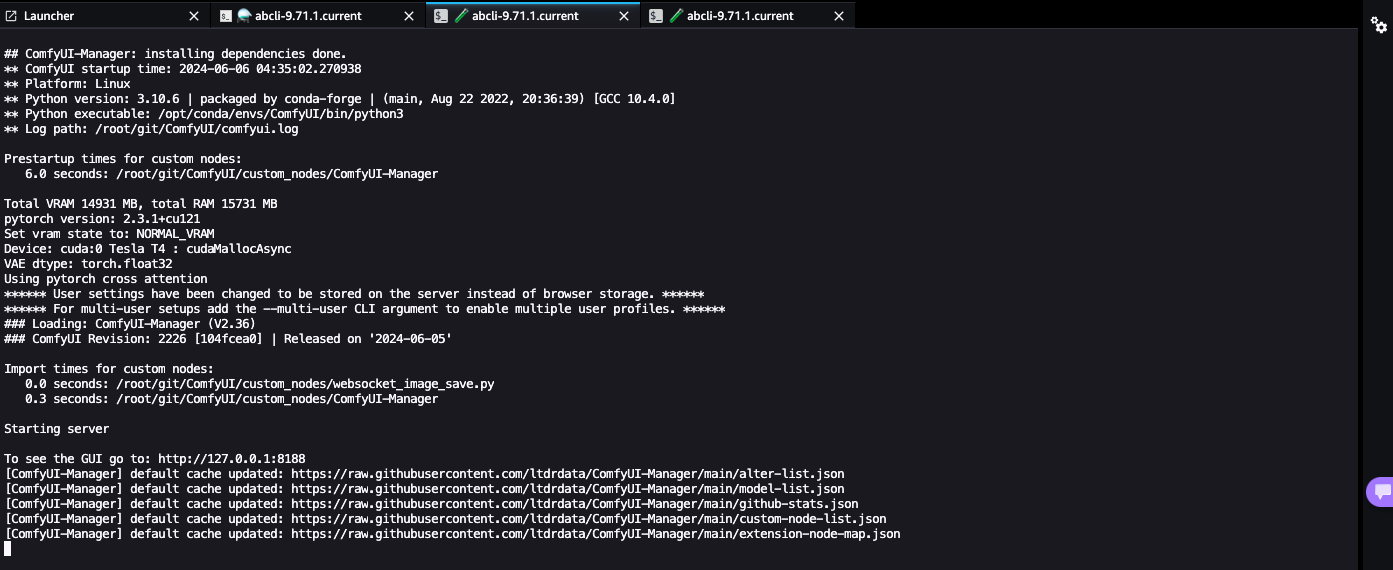 Launcher
abcli-9.71.1.current
abcli-9.71.1.current
abcli-9.71.1.current
## ComfyUI-Manager: installing dependencies done.
** ComfyUI startup time: 2024-06-06 04:35:02.270938
** Platform: Linux
** Python version: 3.10.6 | packaged by conda-forge | (main, Aug 22 2022, 20:36:39) [GCC 10.4.0]
** Python executable: /opt/conda/envs/ComfyUI/bin/python3
** Log path: /root/git/ComfyUI/comfyui.log
Prestartup times for custom nodes:
6.0 seconds: /root/git/ComfyUI/custom_nodes/ComfyUI-Manager
Total VRAM 14931 MB, total RAM 15731 MB
pytorch version: 2.3.1+cu121
Set vram state to: NORMAL_VRAM
Device: cuda:0 Tesla T4 : cudaMallocAsync
VAE dtype: torch.float32
Using pytorch cross attention
****** User settings have been changed to be stored on the server instead of browser storage. ******
****** For multi-user setups add the --multi-user CLI argument to enable multiple user profiles. ******
### Loading: ComfyUI-Manager (V2.36)
### ComfyUI Revision: 2226 [104fcea0] | Released on '2024-06-05'
Import times for custom nodes:
0.0 seconds: /root/git/ComfyUI/custom_nodes/websocket_image_save.py
0.3 seconds: /root/git/ComfyUI/custom_nodes/ComfyUI-Manager
Starting server
To see the GUI go to: http://127.0.0.1:8188
[ComfyUI-Manager] default cache updated: https://raw.githubusercontent.com/ltdrdata/ComfyUI-Manager/main/alter-list.json
[ComfyUI-Manager] default cache updated: https://raw.githubusercontent.com/ltdrdata/ComfyUI-Manager/main/model-list.json
[ComfyUI-Manager] default cache updated: https://raw.githubusercontent.com/ltdrdata/ComfyUI-Manager/main/github-stats.json
[ComfyUI-Manager] default cache updated: https://raw.githubusercontent.com/ltdrdata/ComfyUI-Manager/main/custom-node-list.json
[ComfyUI-Manager] default cache updated: https://raw.githubusercontent.com/ltdrdata/ComfyUI-Manager/main/extension-node-map.json